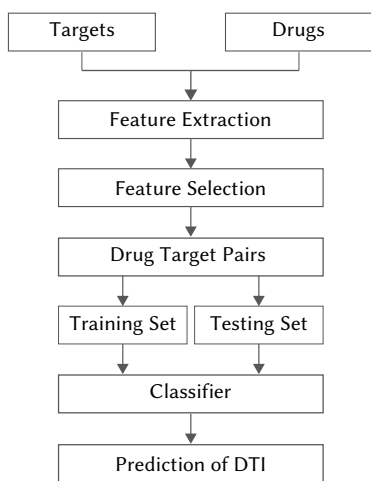 Targets
Drugs
Feature Extraction
Feature Selection
Drug Target Pairs
Training Set
Testing Set
Classifier
Prediction of DTI